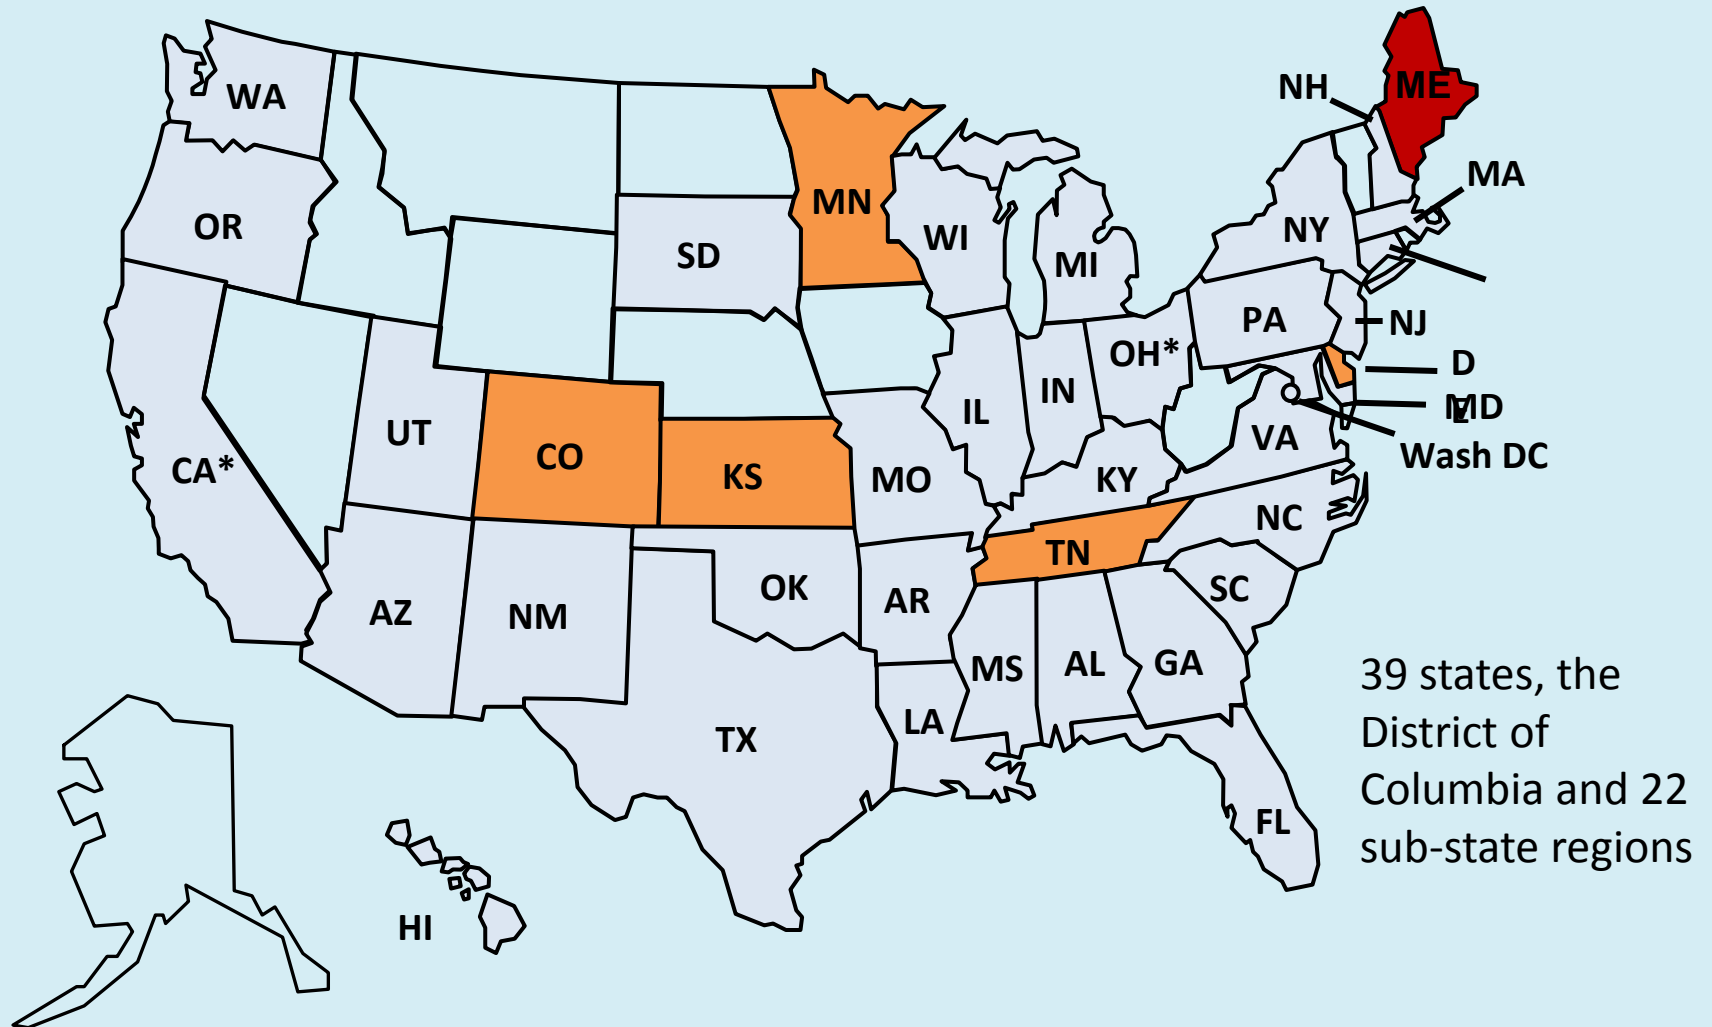 WA
ME
NH
MA
OR
MN
NY
WI
SD
MI
PA
NJ
OH*
D
E
MD
IN
IL
UT
CO
KS
MO
VA
Wash DC
CA*
KY
NC
TN
OK
SC
AR
AZ
NM
MS
AL
GA
LA
TX
FL
HI
39 states, the
District of
Columbia and 22
sub-state regions